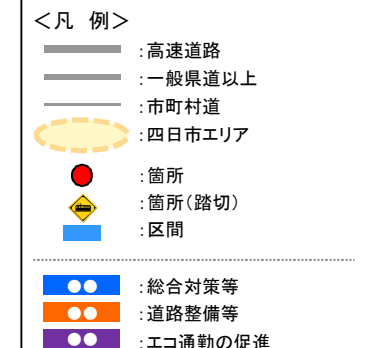 ＜凡　例＞
：高速道路
：一般県道以上
：市町村道
：四日市エリア
：箇所
：箇所（踏切）
：区間
●● ：総合対策等
●● ：道路整備等
●● ：エコ通勤の促進